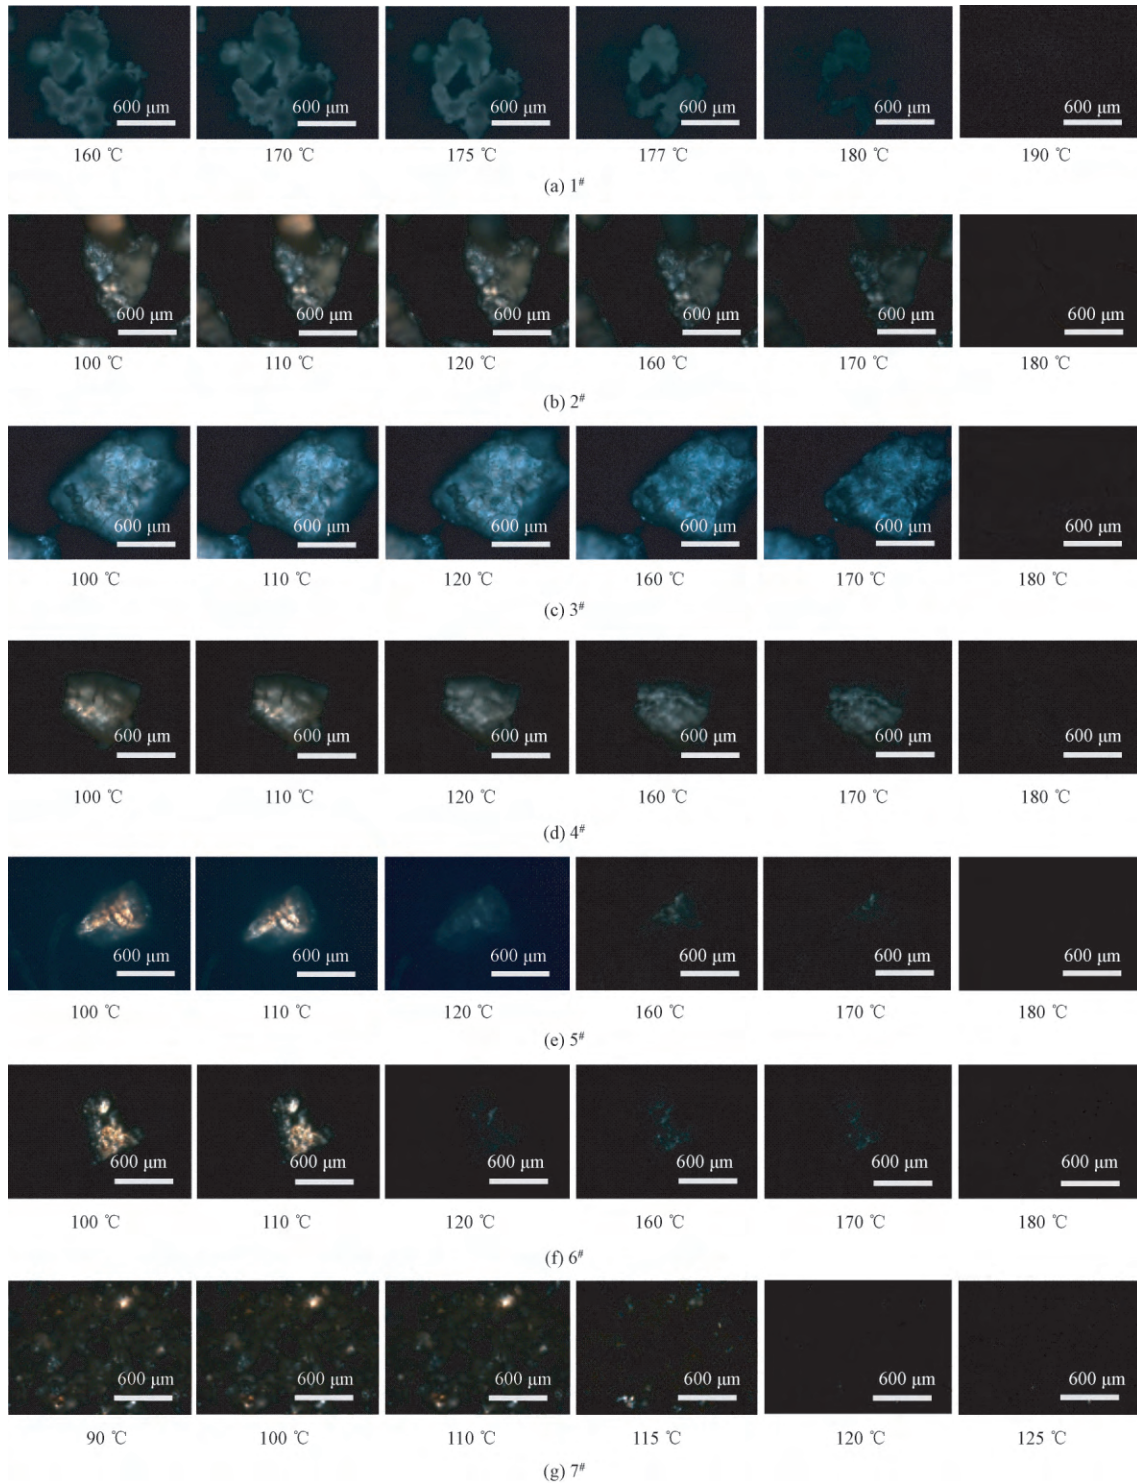 600 μm 600 μm 600 μm 600 μm 600 μm 600 μm
160 ℃ 170 ℃ 175 ℃ 177 ℃ 180 ℃ 190 ℃
(a) 1#
600 μm 600 μm 600 μm 600 μm 600 μm 600 μm
100 ℃ 110 ℃ 120 ℃ 160 ℃ 170 ℃ 180 ℃
(b) 2#
600 μm 600 μm 600 μm 600 μm 600 μm 600 μm
100 ℃ 110 ℃ 120 ℃ 160 ℃ 170 ℃ 180 ℃
(c) 3#
600 μm 600 μm 600 μm 600 μm 600 μm 600 μm
100 ℃ 110 ℃ 120 ℃ 160 ℃ 170 ℃ 180 ℃
(d) 4#
600 μm 600 μm 600 μm 600 μm 600 μm 600 μm
100 ℃ 110 ℃ 120 ℃ 160 ℃ 170 ℃ 180 ℃
(e) 5#
600 μm 600 μm 600 μm 600 μm 600 μm 600 μm
100 ℃ 110 ℃ 120 ℃ 160 ℃ 170 ℃ 180 ℃
(f) 6#
600 μm 600 μm 600 μm 600 μm 600 μm 600 μm
90 ℃ 100 ℃ 110 ℃ 115 ℃ 120 ℃ 125 ℃
(g) 7#